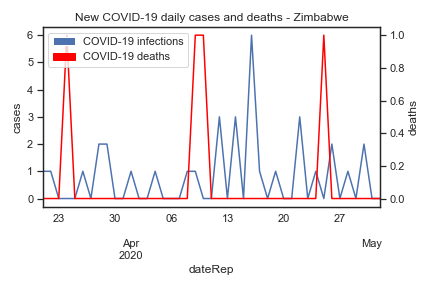 New COVID-19 daily cases and deaths - Zimbabwe
COVID-19 infections
COVID-19 deaths
cases
6
5
4
3
2
1
0
deaths
1.0
0.8
0.6
0.4
0.2
0.0
23 30 06 13 20 27
Apr May
2020
dateRep